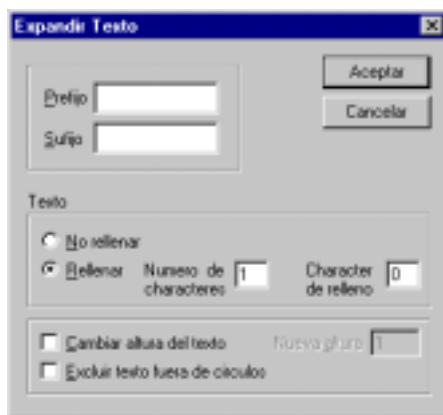 Expandir Texto
Aceptar
Cancelar
Prefijo
Sufijo
Texto
No rellenar
Rellenar Numero de characteres 1 Character de relleno 0
Cambiar altura del texto Nueva altura 1
Excluir texto fuera de circulos